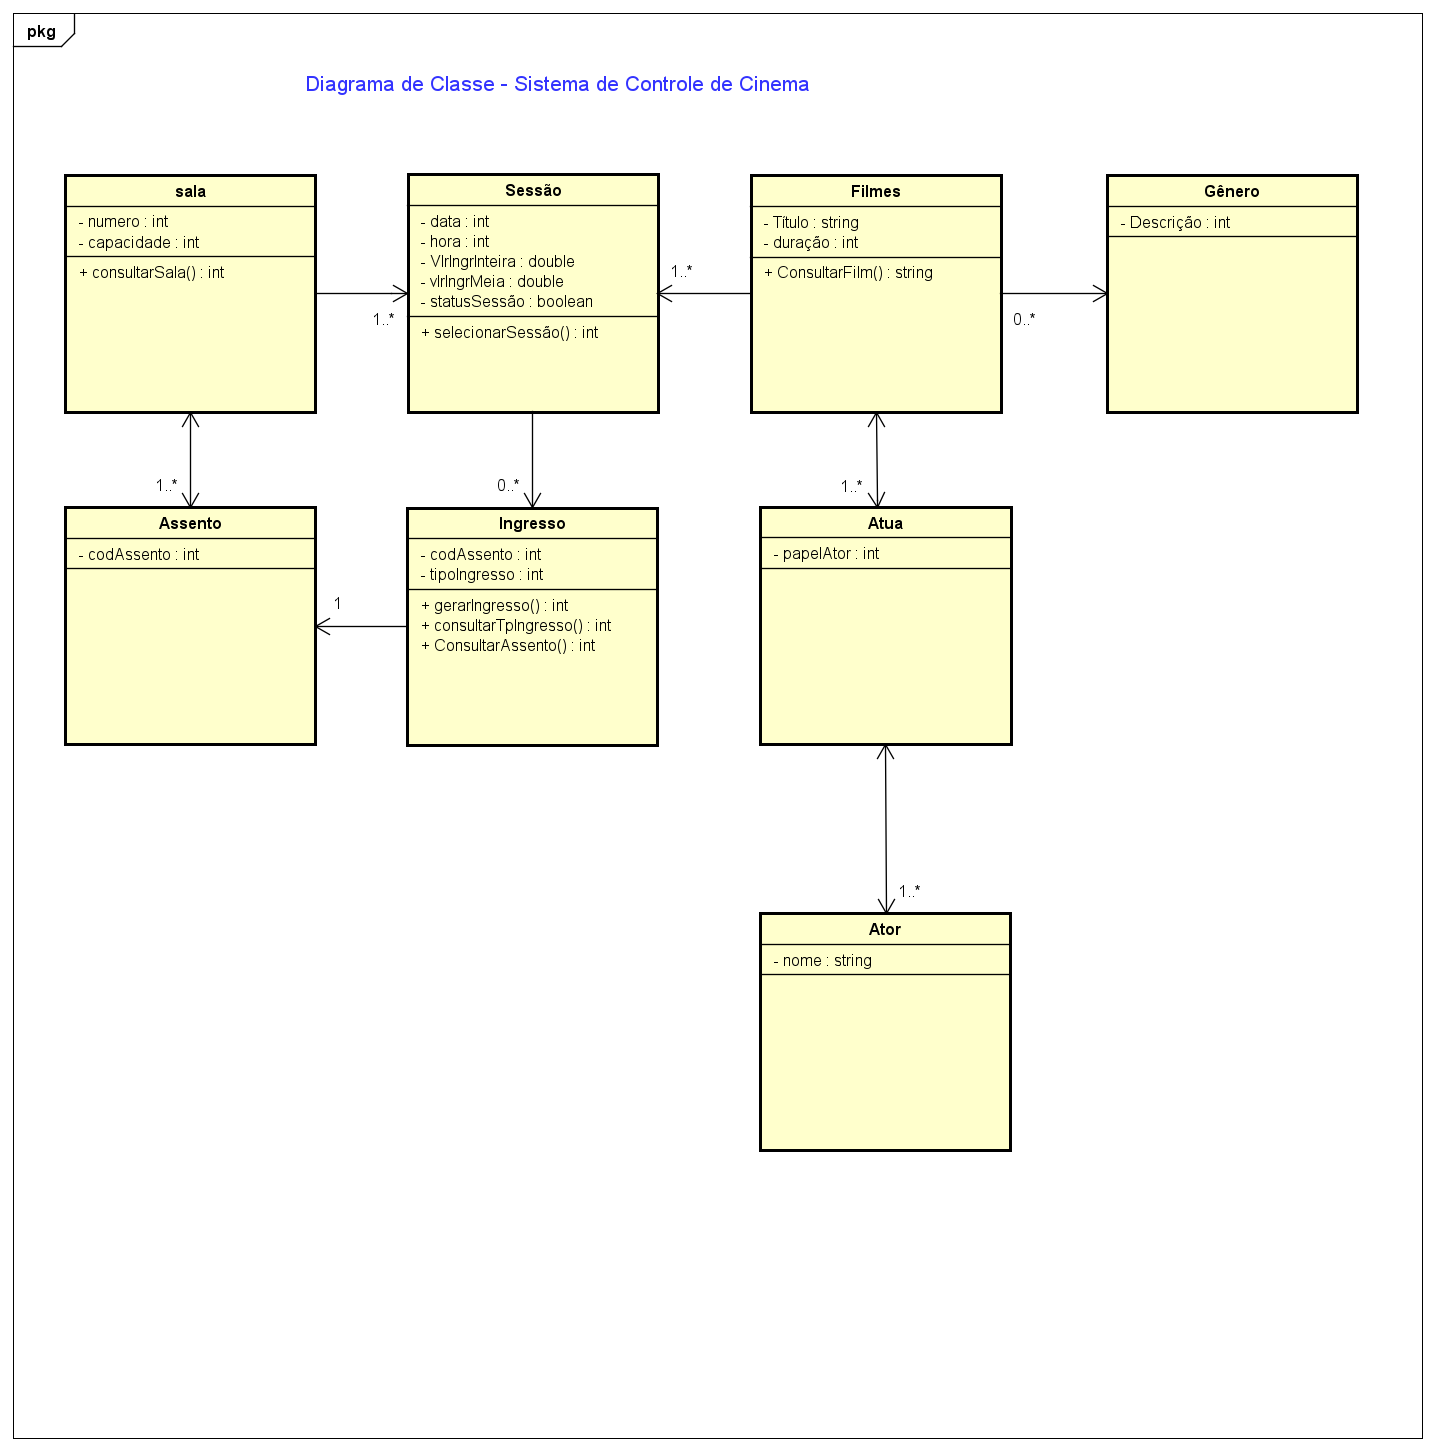 pkg
Diagrama de Classe - Sistema de Controle de Cinema
sala
- numero : int
- capacidade : int
+ consultarSala() : int
Sessão
- data : int
- hora : int
- VlrIngrInteira : double
- vlrIngrMeia : double
- statusSessão : boolean
+ selecionarSessão() : int
Filmes
- Título : string
- duração : int
+ ConsultarFilm() : string
Gênero
- Descrição : int
1..*
1..*
0..*
1..*
0..*
1..*
Assento
- codAssento : int
1
Ingresso
- codAssento : int
- tipoIngresso : int
+ gerarIngresso() : int
+ consultarTpIngresso() : int
+ ConsultarAssento() : int
Atua
- papelAtor : int
1..*
Ator
- nome : string